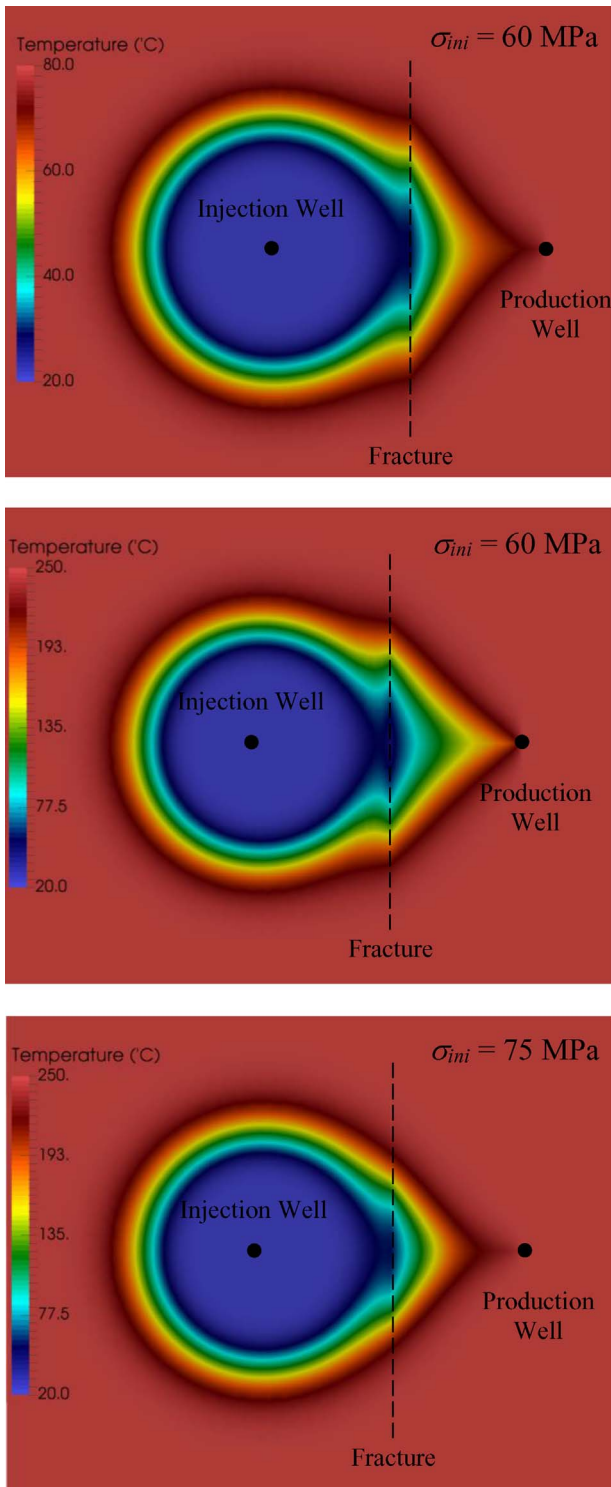 σini = 60 MPa
Temperature (°C)
80.0
60.0
40.0
20.0
Injection Well
Production
Well
Fracture
σini = 60 MPa
Temperature (°C)
250.
193.
135.
77.5
20.0
Injection Well
Production
Well
Fracture
σini = 75 MPa
Temperature (°C)
250.
193.
135.
77.5
20.0
Injection Well
Production
Well
Fracture